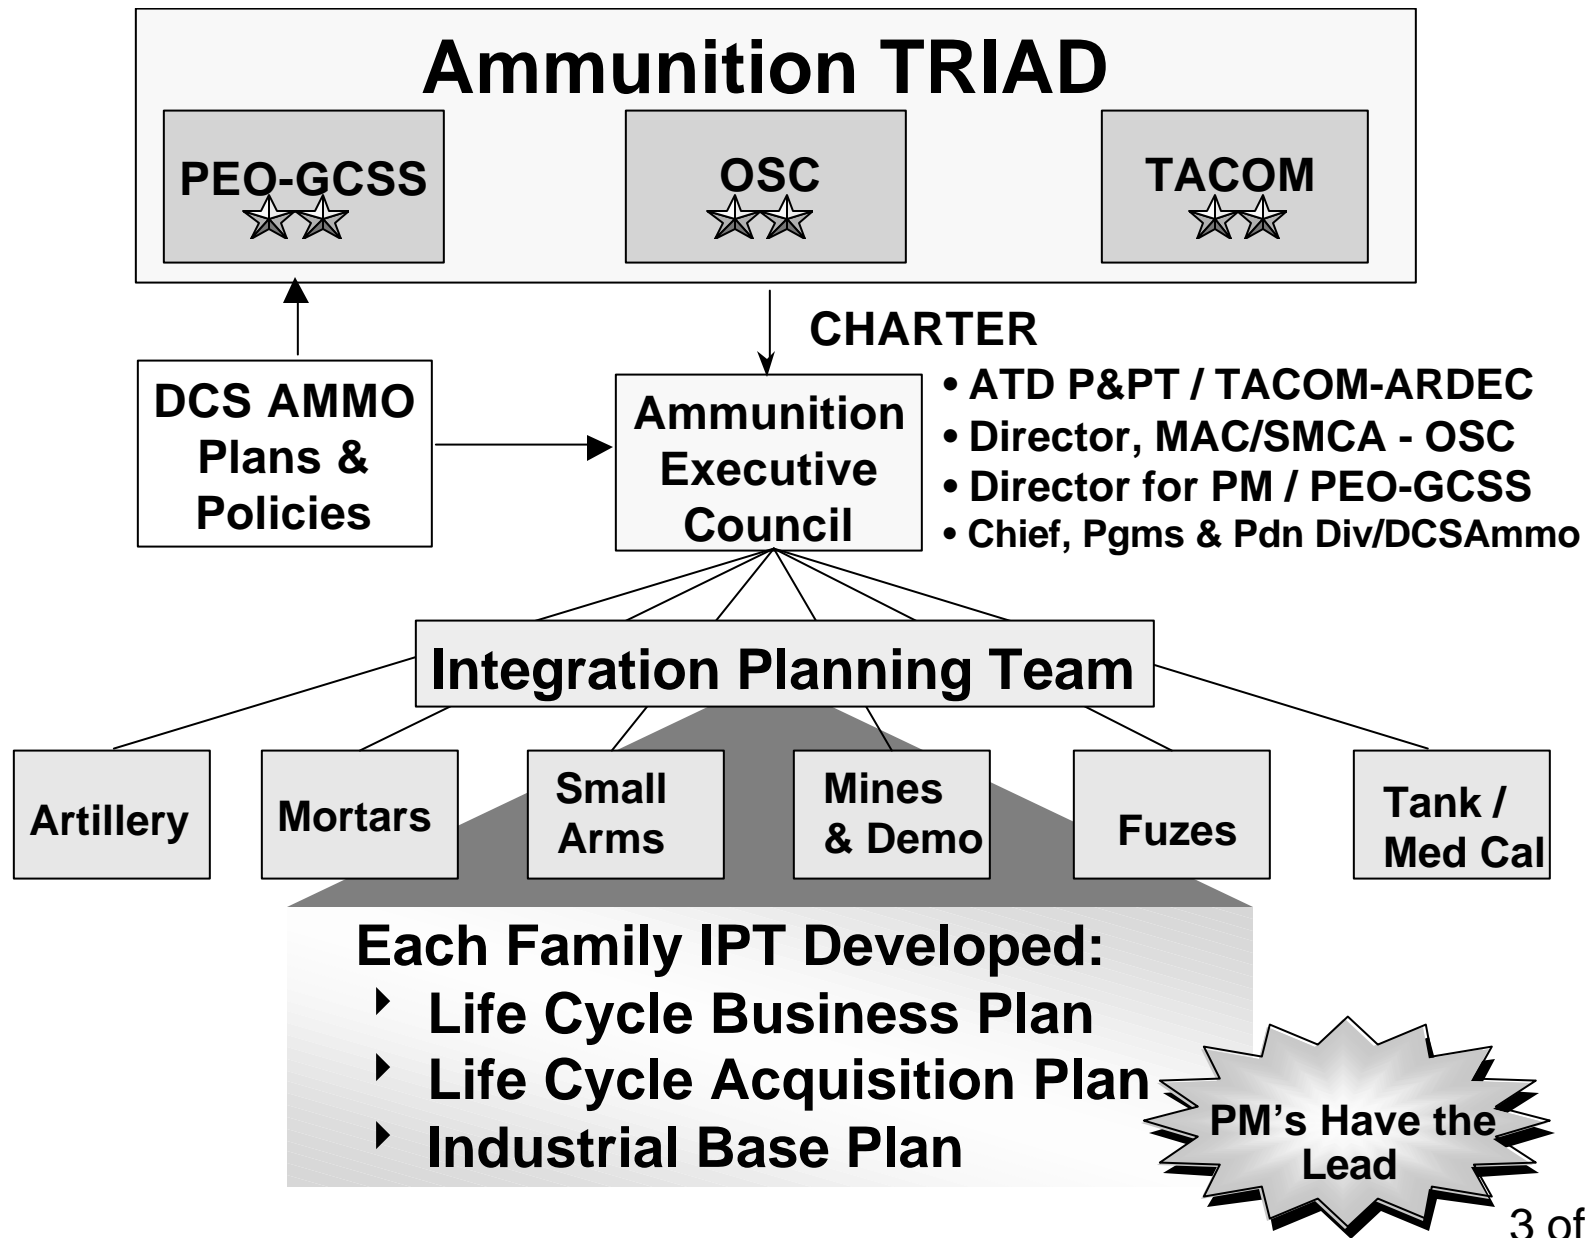 Ammunition TRIAD
PEO-GCSS
OSC
TACOM
CHARTER
DCS AMMO
Plans &
Policies
Ammunition
Executive
Council
• ATD P&PT / TACOM-ARDEC
• Director, MAC/SMCA - OSC
• Director for PM / PEO-GCSS
• Chief, Pgms & Pdn Div/DCSAmmo
Integration Planning Team
Artillery
Mortars
Small
Arms
Mines
& Demo
Fuzes
Tank /
Med Cal
Each Family IPT Developed:
Life Cycle Business Plan
Life Cycle Acquisition Plan
Industrial Base Plan
PM’s Have the
Lead
3 of